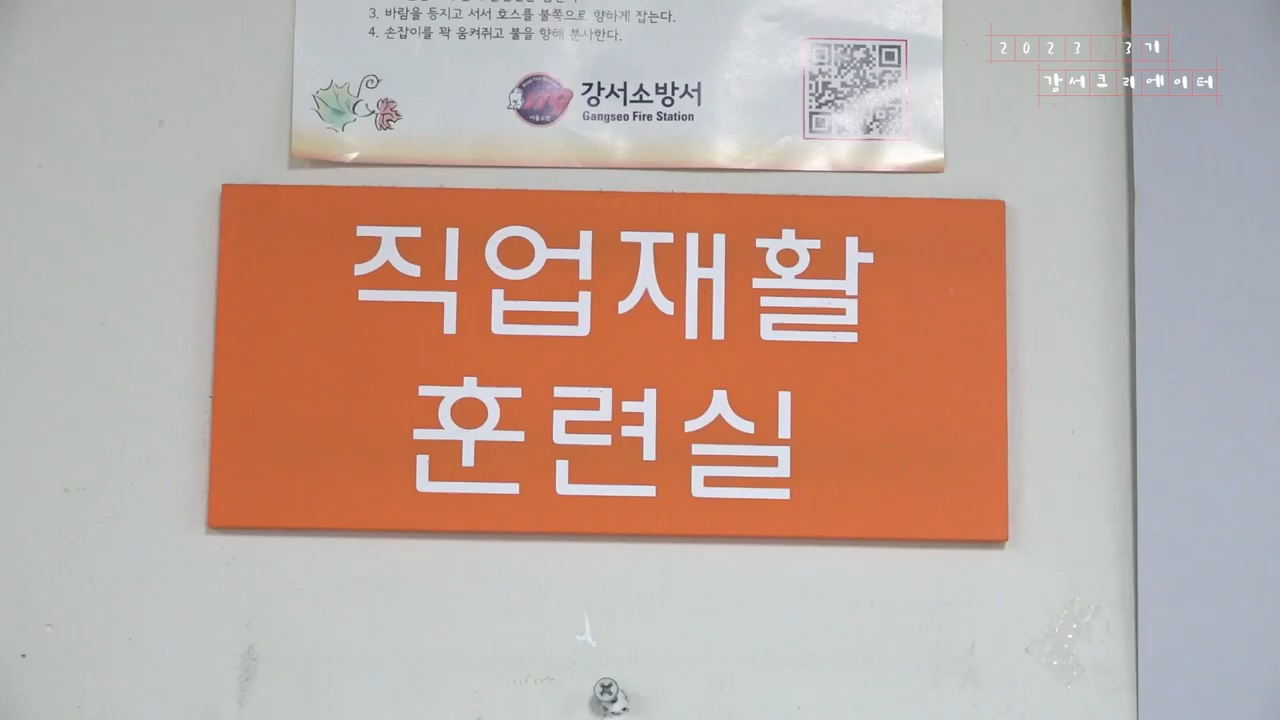 3. 바람을 등지고 서서 호스를 불쪽으로 향하게 잡는다.
4. 손잡이를 꽉 움켜쥐고 불을 향해 분사한다.
강서소방서
Gangseo Fire Station
2023 3기
강서크리에이터
직업재활
훈련실